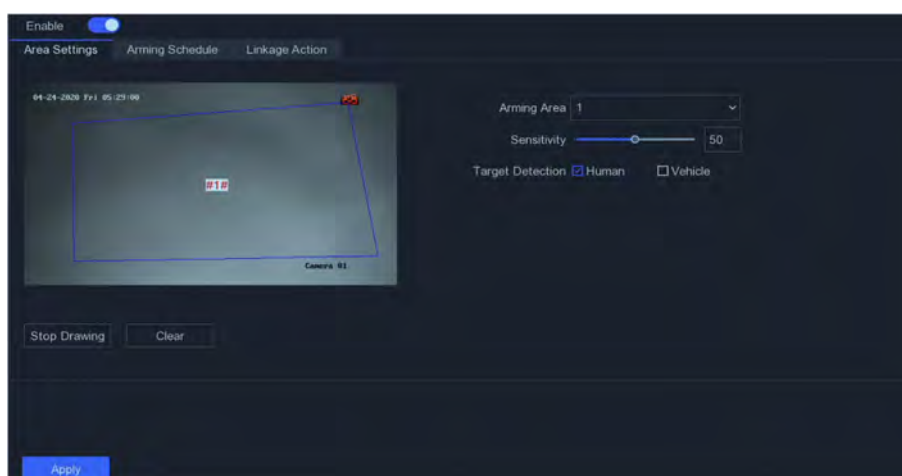 Enable
Area Settings Arming Schedule Linkage Action
04-24-2020 Fri 05:29:00
Arming Area 1
Sensitivity 50
#1#
Target Detection Human Vehicle
Camera 01
Stop Drawing Clear
Apply